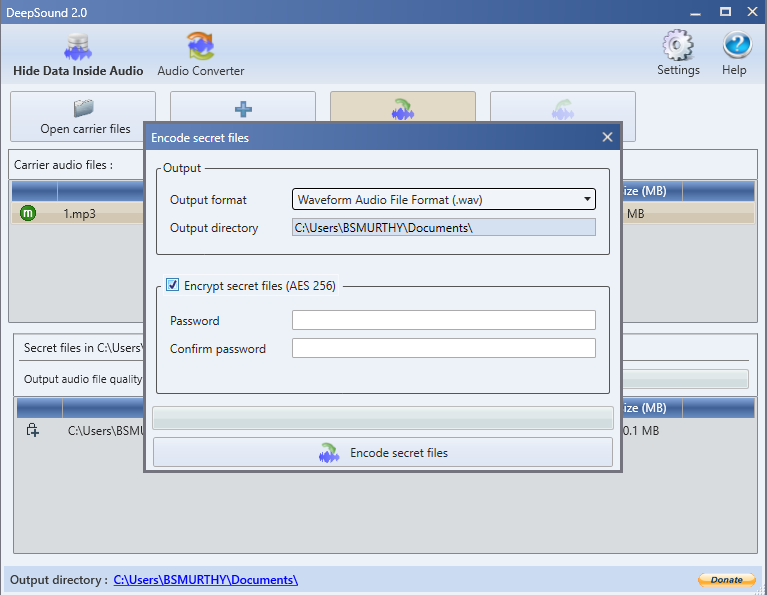 DeepSound 2.0
Hide Data Inside Audio
Audio Converter
Settings
Help
Open carrier files
Encode secret files
Carrier audio files :
Output
Output format
Waveform Audio File Format (.wav)
Output directory
C:\Users\BSMURTHY\Documents\
m
1.mp3
MB
(MB)
Encrypt secret files (AES 256)
Password
Confirm password
Secret files in C:\Users\
Output audio file quality
(MB)
C:\Users\BSMU
0.1 MB
Encode secret files
Output directory : C:\Users\BSMURTHY\Documents\
Donate